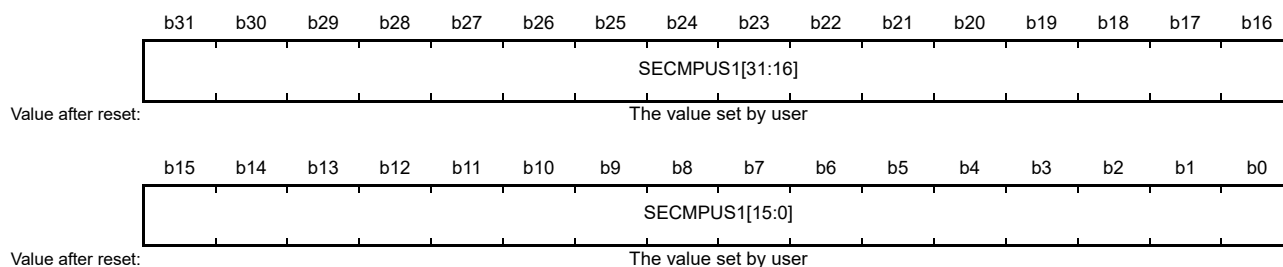 b31 b30 b29 b28 b27 b26 b25 b24 b23 b22 b21 b20 b19 b18 b17 b16
SECMPUS1[31:16]
Value after reset: The value set by user
b15 b14 b13 b12 b11 b10 b9 b8 b7 b6 b5 b4 b3 b2 b1 b0
SECMPUS1[15:0]
Value after reset: The value set by user